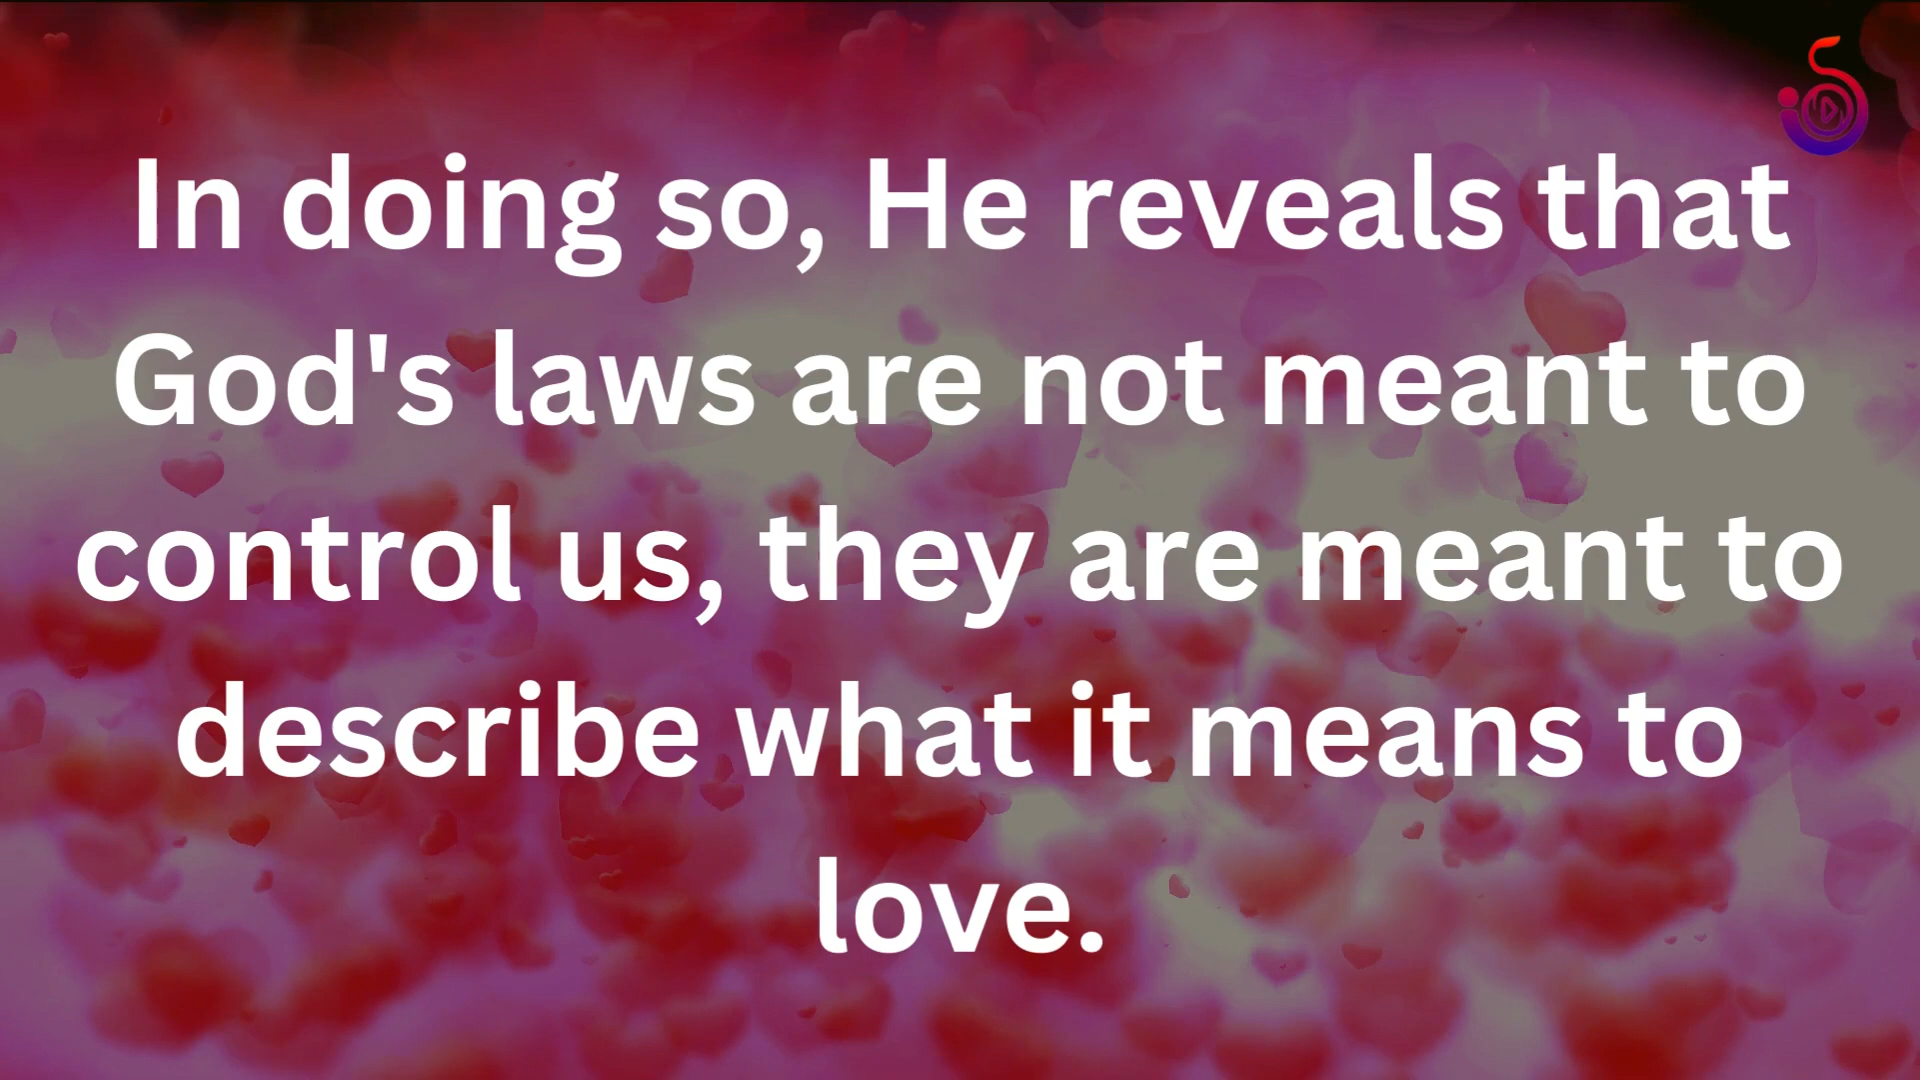 In doing so, He reveals that
God's laws are not meant to
control us, they are meant to
describe what it means to
love.